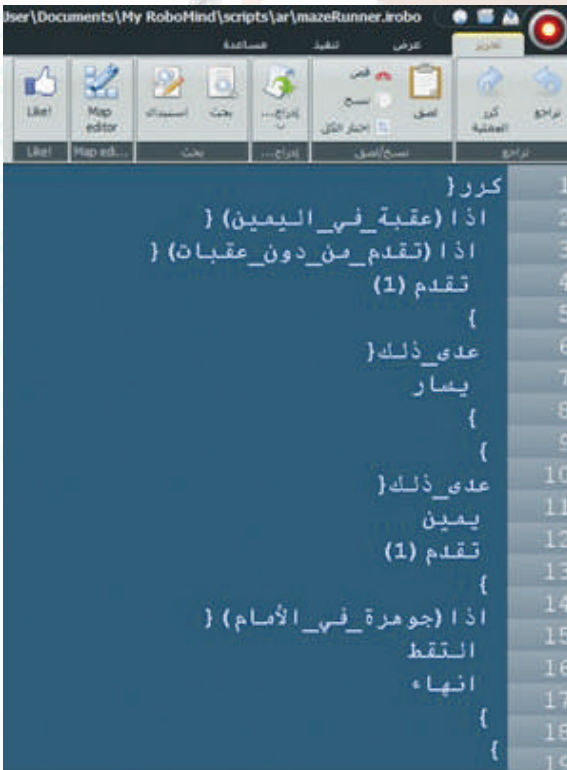 Jser\Documents\My RoboMind\scripts\ar\mazeRunner.irobo
تحرير عرض تنفيذ مساعدة
تراجع كرر العملية لصق قص نسخ اختيار الكل إدراج... بحث استبدال Map editor Like!
تراجع نسخ/لصق إدراج... بحث Map ed... Like!
1 كرر{
2 اذا(عقبة_في_اليمين) {
3 اذا(تقدم_من_دون_عقبات) {
4 تقدم (1)
5 }
6 عدى_ذلك{
7 يسار
8 }
9 }
10 عدى_ذلك{
11 يمين
12 تقدم (1)
13 }
14 اذا(جوهرة_في_الأمام) {
15 التقط
16 انهاء
17 }
18 }
19